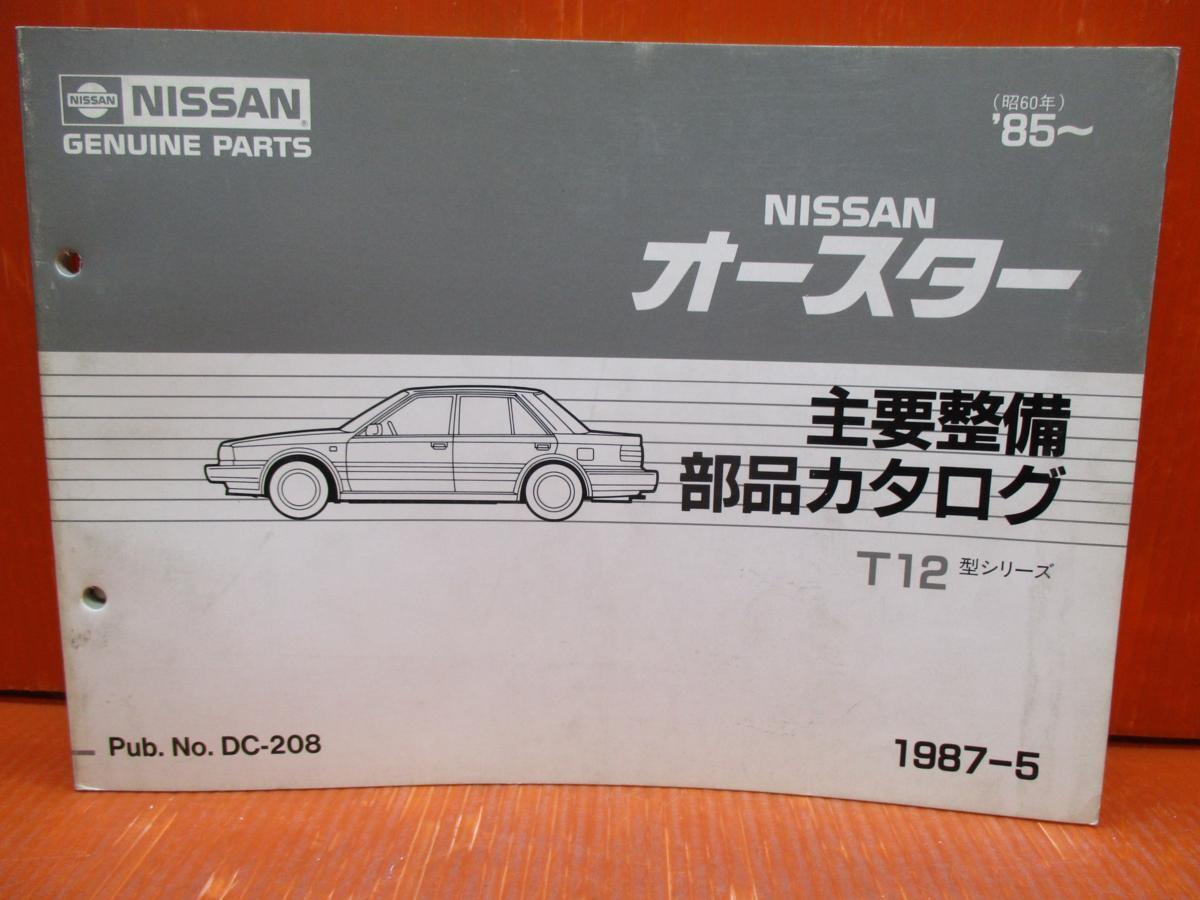 NISSAN NISSAN®
GENUINE PARTS
(昭60年)
'85～
NISSAN
オースター
主要整備
部品カタログ
T12 型シリーズ
Pub. No. DC-208
1987-5